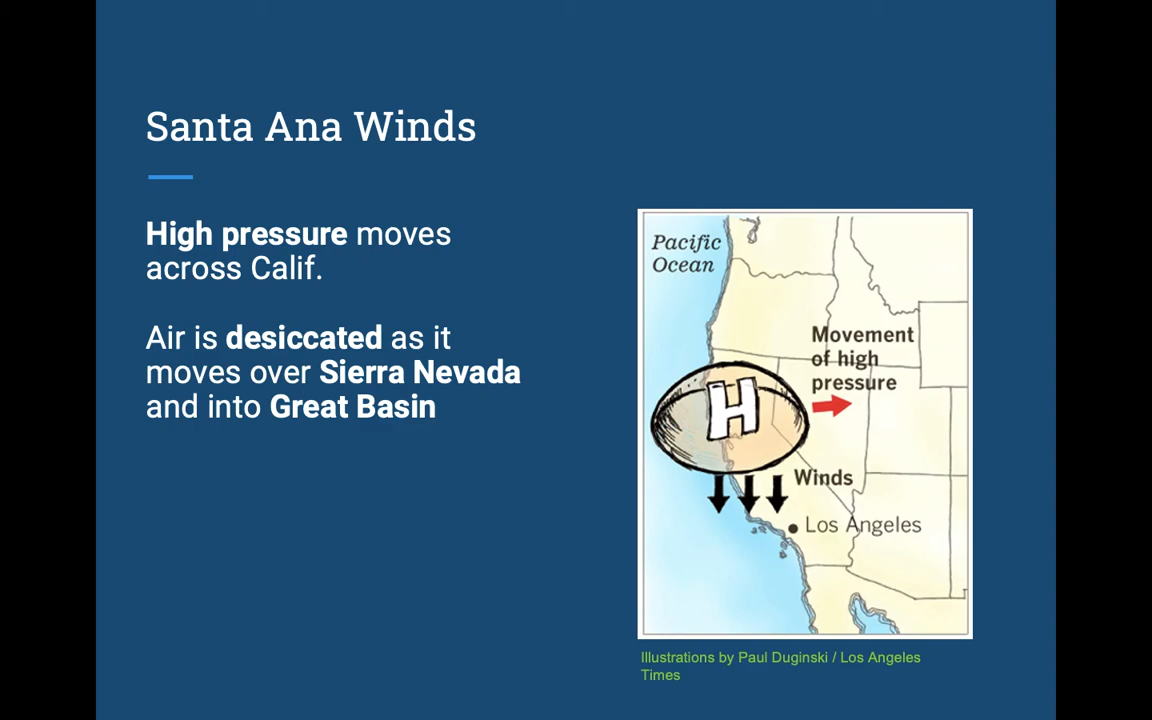 Santa Ana Winds
High pressure moves
across Calif.
Air is desiccated as it
moves over Sierra Nevada
and into Great Basin
Pacific
Ocean
Movement
of high
pressure
H
Winds
Los Angeles
Illustrations by Paul Duginski / Los Angeles
Times